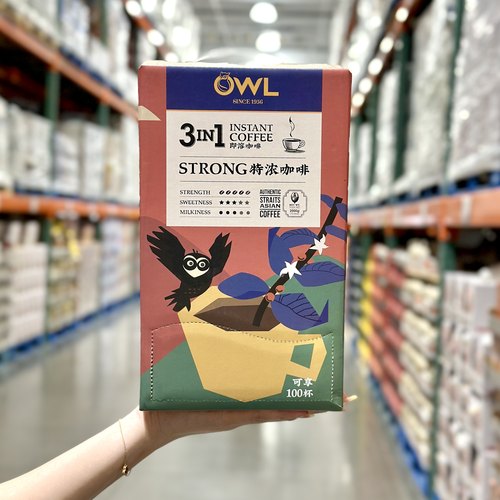 OWL
SINCE 1956
3IN1 INSTANT COFFEE
即溶咖啡
STRONG 特浓咖啡
STRENGTH
SWEETNESS
MILKINESS
AUTHENTIC
STRAITS
ASIAN
COFFEE
可享
100杯